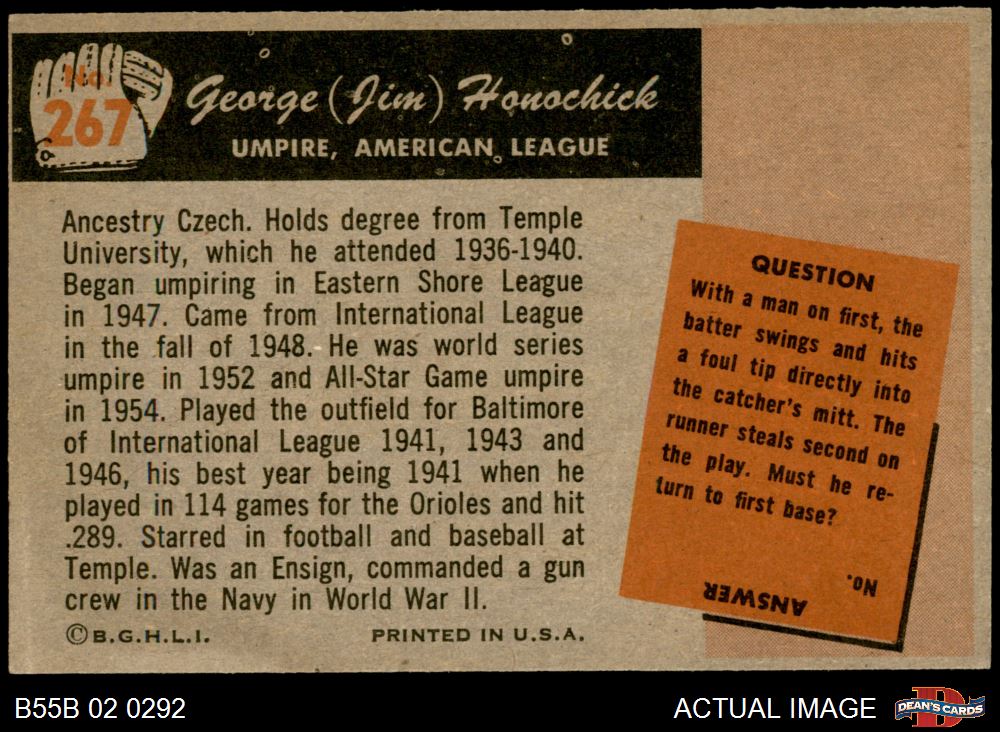 No.
267
George (Jim) Honochick
UMPIRE, AMERICAN LEAGUE
Ancestry Czech. Holds degree from Temple
University, which he attended 1936-1940.
Began umpiring in Eastern Shore League
in 1947. Came from International League
in the fall of 1948. He was world series
umpire in 1952 and All-Star Game umpire
in 1954. Played the outfield for Baltimore
of International League 1941, 1943 and
1946, his best year being 1941 when he
played in 114 games for the Orioles and hit
.289. Starred in football and baseball at
Temple. Was an Ensign, commanded a gun
crew in the Navy in World War II.
©B.G.H.L.I. PRINTED IN U.S.A.
QUESTION
With a man on first, the
batter swings and hits
a foul tip directly into
the catcher's mitt. The
runner steals second on
the play. Must he re-
turn to first base?
ANSWER
No.
B55B 02 0292
ACTUAL IMAGE
D
DEAN'S CARDS